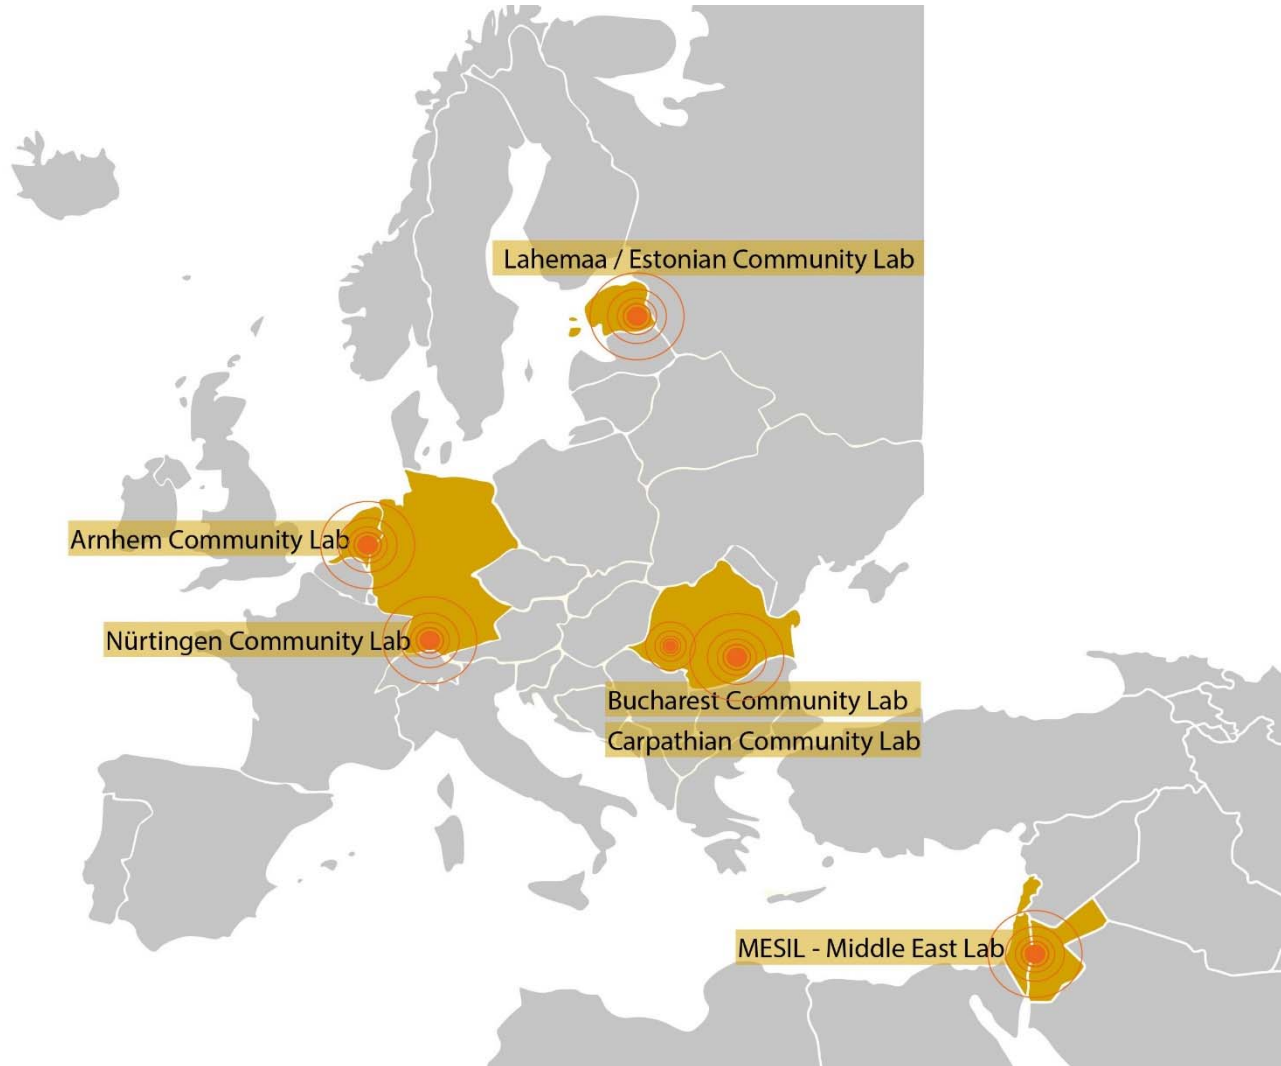 Lahemaa / Estonian Community Lab
Arnhem Community Lab
Nürtingen Community Lab
Bucharest Community Lab
Carpathian Community Lab
MESIL - Middle East Lab